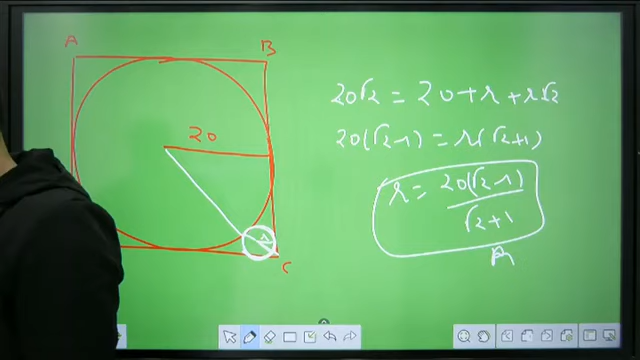 A
B
20
r
C
20√2 = 20+r+r√2
20(√2-1) = r(√2+1)
r = 20(√2-1)
√2+1